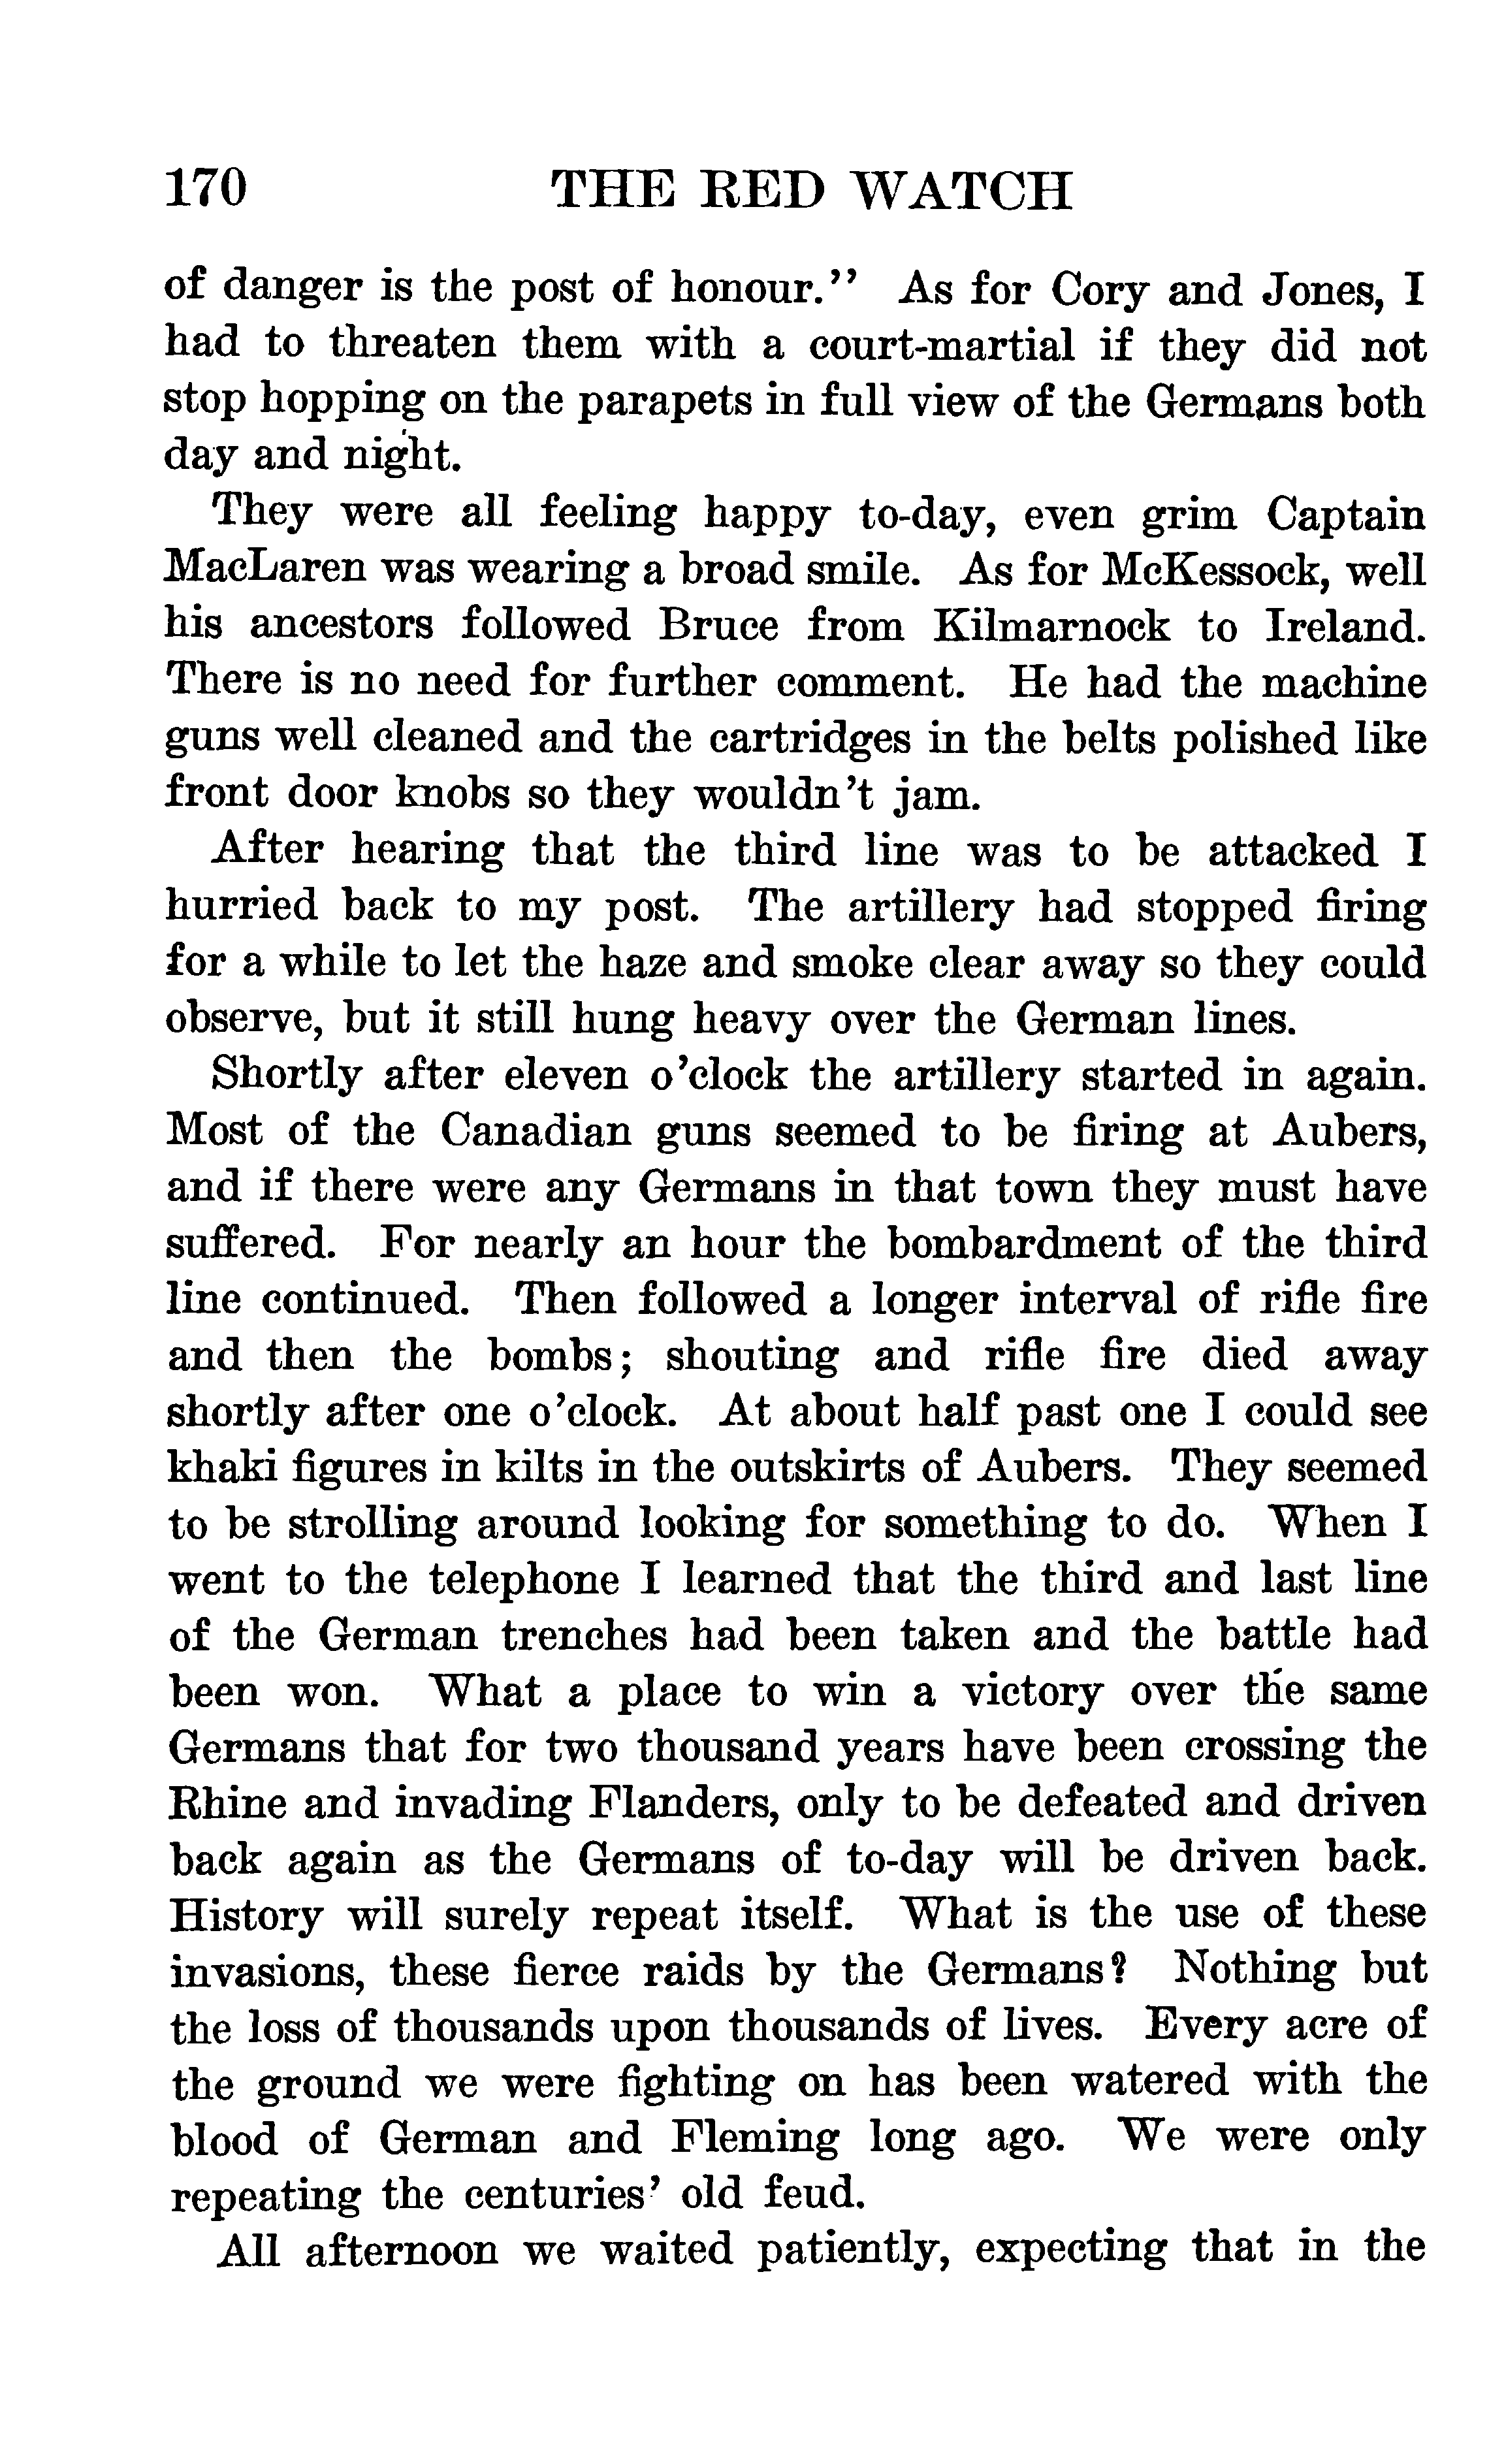 170 THE RED WATCH
of danger is the post of honour." As for Cory and Jones, I
had to threaten them with a court-martial if they did not
stop hopping on the parapets in full view of the Germans both
day and night.
They were all feeling happy to-day, even grim Captain
MacLaren was wearing a broad smile. As for McKessock, well
his ancestors followed Bruce from Kilmarnock to Ireland.
There is no need for further comment. He had the machine
guns well cleaned and the cartridges in the belts polished like
front door knobs so they wouldn't jam.
After hearing that the third line was to be attacked I
hurried back to my post. The artillery had stopped firing
for a while to let the haze and smoke clear away so they could
observe, but it still hung heavy over the German lines.
Shortly after eleven o'clock the artillery started in again.
Most of the Canadian guns seemed to be firing at Aubers,
and if there were any Germans in that town they must have
suffered. For nearly an hour the bombardment of the third
line continued. Then followed a longer interval of rifle fire
and then the bombs; shouting and rifle fire died away
shortly after one o'clock. At about half past one I could see
khaki figures in kilts in the outskirts of Aubers. They seemed
to be strolling around looking for something to do. When I
went to the telephone I learned that the third and last line
of the German trenches had been taken and the battle had
been won. What a place to win a victory over the same
Germans that for two thousand years have been crossing the
Rhine and invading Flanders, only to be defeated and driven
back again as the Germans of to-day will be driven back.
History will surely repeat itself. What is the use of these
invasions, these fierce raids by the Germans? Nothing but
the loss of thousands upon thousands of lives. Every acre of
the ground we were fighting on has been watered with the
blood of German and Fleming long ago. We were only
repeating the centuries' old feud.
All afternoon we waited patiently, expecting that in the